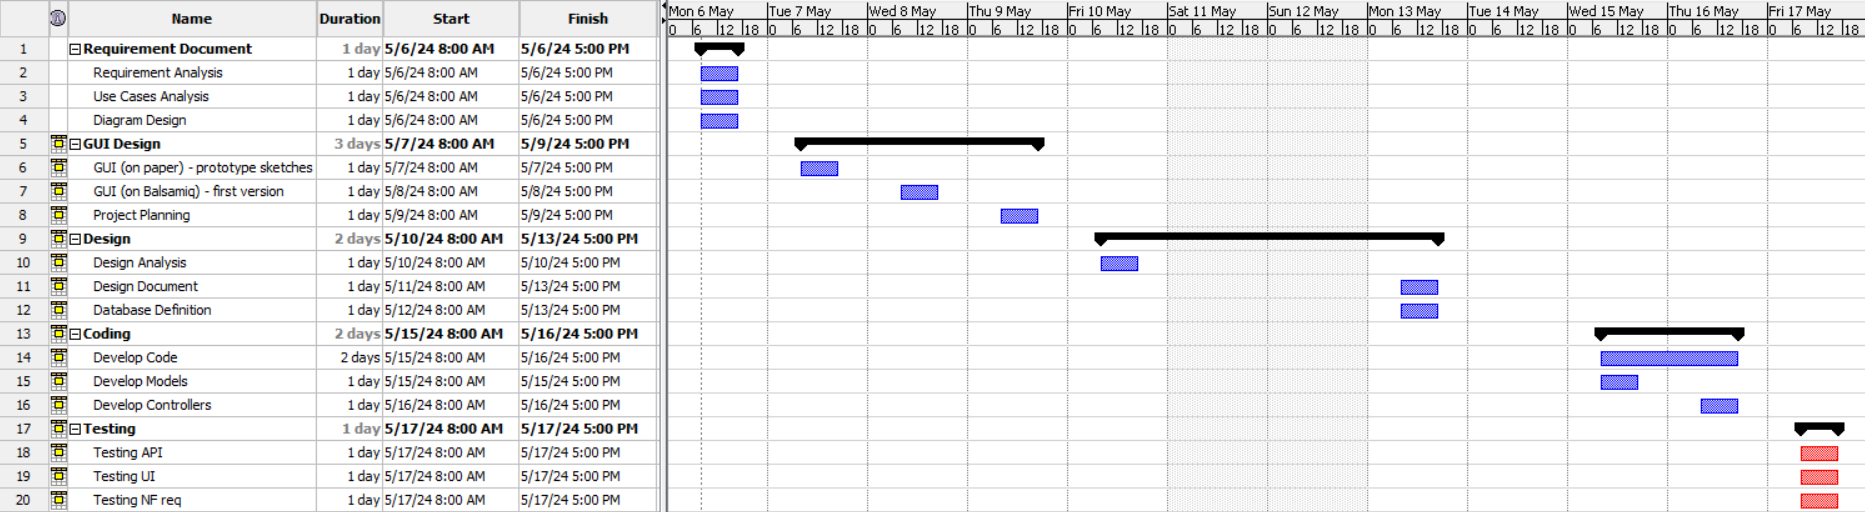 Name Duration Start Finish Mon 6 May Tue 7 May Wed 8 May Thu 9 May Fri 10 May Sat 11 May Sun 12 May Mon 13 May Tue 14 May Wed 15 May Thu 16 May Fri 17 May
0 6 12 18 0 6 12 18 0 6 12 18 0 6 12 18 0 6 12 18 0 6 12 18 0 6 12 18 0 6 12 18 0 6 12 18 0 6 12 18 0 6 12 18 0 6 12 18
1 Requirement Document 1 day 5/6/24 8:00 AM 5/6/24 5:00 PM
2 Requirement Analysis 1 day 5/6/24 8:00 AM 5/6/24 5:00 PM
3 Use Cases Analysis 1 day 5/6/24 8:00 AM 5/6/24 5:00 PM
4 Diagram Design 1 day 5/6/24 8:00 AM 5/6/24 5:00 PM
5 GUI Design 3 days 5/7/24 8:00 AM 5/9/24 5:00 PM
6 GUI (on paper) - prototype sketches 1 day 5/7/24 8:00 AM 5/7/24 5:00 PM
7 GUI (on Balsamiq) - first version 1 day 5/8/24 8:00 AM 5/8/24 5:00 PM
8 Project Planning 1 day 5/9/24 8:00 AM 5/9/24 5:00 PM
9 Design 2 days 5/10/24 8:00 AM 5/13/24 5:00 PM
10 Design Analysis 1 day 5/10/24 8:00 AM 5/10/24 5:00 PM
11 Design Document 1 day 5/11/24 8:00 AM 5/13/24 5:00 PM
12 Database Definition 1 day 5/12/24 8:00 AM 5/13/24 5:00 PM
13 Coding 2 days 5/15/24 8:00 AM 5/16/24 5:00 PM
14 Develop Code 2 days 5/15/24 8:00 AM 5/16/24 5:00 PM
15 Develop Models 1 day 5/15/24 8:00 AM 5/15/24 5:00 PM
16 Develop Controllers 1 day 5/16/24 8:00 AM 5/16/24 5:00 PM
17 Testing 1 day 5/17/24 8:00 AM 5/17/24 5:00 PM
18 Testing API 1 day 5/17/24 8:00 AM 5/17/24 5:00 PM
19 Testing UI 1 day 5/17/24 8:00 AM 5/17/24 5:00 PM
20 Testing NF req 1 day 5/17/24 8:00 AM 5/17/24 5:00 PM